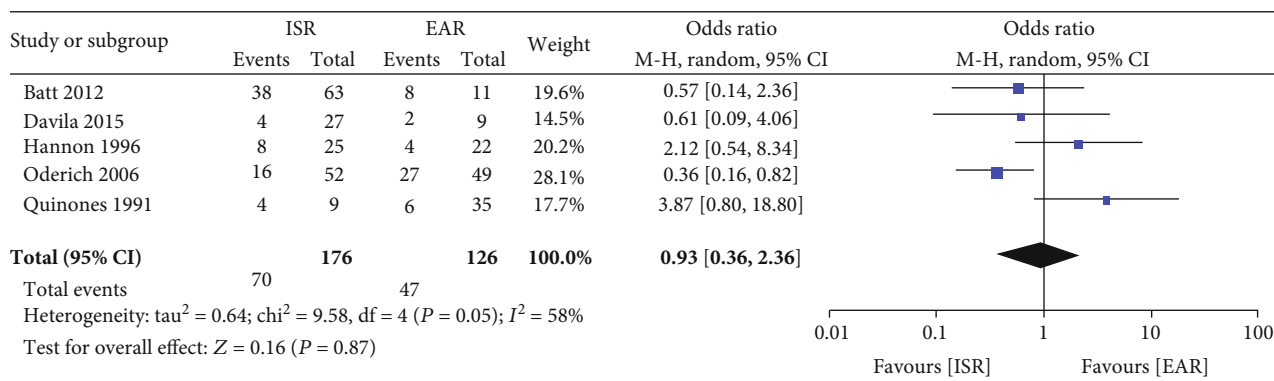 Study or subgroup ISR EAR Weight Odds ratio Odds ratio
Events Total Events Total M-H, random, 95% CI M-H, random, 95% CI
Batt 2012 38 63 8 11 19.6% 0.57 [0.14, 2.36]
Davila 2015 4 27 2 9 14.5% 0.61 [0.09, 4.06]
Hannon 1996 8 25 4 22 20.2% 2.12 [0.54, 8.34]
Oderich 2006 16 52 27 49 28.1% 0.36 [0.16, 0.82]
Quinones 1991 4 9 6 35 17.7% 3.87 [0.80, 18.80]
Total (95% CI) 176 126 100.0% 0.93 [0.36, 2.36]
Total events 70 47
Heterogeneity: tau² = 0.64; chi² = 9.58, df = 4 (P = 0.05); I² = 58%
Test for overall effect: Z = 0.16 (P = 0.87)
0.01 0.1 1 10 100
Favours [ISR] Favours [EAR]